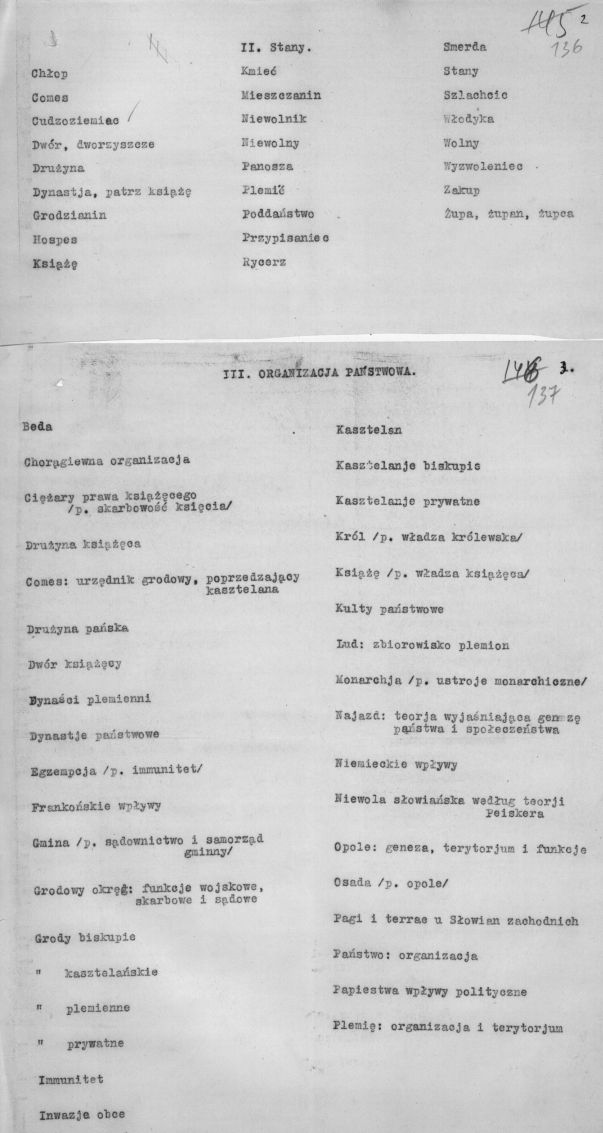 145 2
136
II. Stany.
Chłop
Comes
Cudzoziemiec
Dwór, dworzyszcze
Drużyna
Dynastja, patrz książę
Grodzianin
Hospes
Książę
Kmieć
Mieszczanin
Niewolnik
Niewolny
Panosza
Plemię
Poddaństwo
Przypisaniec
Rycerz
Smerda
Stany
Szlachcic
Włodyka
Wolny
Wyzwoleniec
Zakup
Żupa, żupan, żupca
III. ORGANIZACJA PAŃSTWOWA.
146 3.
137
Beda
Chorągiewna organizacja
Ciężary prawa książęcego
/p. skarbowość księcia/
Drużyna książęca
Comes: urzędnik grodowy, poprzedzający
kasztelana
Drużyna pańska
Dwór książęcy
Dynaści plemienni
Dynastje państwowe
Egzempcja /p. immunitet/
Frankońskie wpływy
Gmina /p. sądownictwo i samorząd
gminny/
Grodowy okręg: funkcje wojskowe,
skarbowe i sądowe
Grody biskupie
" kasztelańskie
" plemienne
" prywatne
Immunitet
Inwazje obce
Kasztelan
Kasztelanje biskupie
Kasztelanje prywatne
Król /p. władza królewska/
Książę /p. władza książęca/
Kulty państwowe
Lud: zbiorowisko plemion
Monarchja /p. ustroje monarchiczne/
Najazd: teorja wyjaśniająca genezę
państwa i społeczeństwa
Niemieckie wpływy
Niewola słowiańska według teorji
Peiskera
Opole: geneza, terytorjum i funkcje
Osada /p. opole/
Pagi i terrae u Słowian zachodnich
Państwo: organizacja
Papiestwa wpływy polityczne
Plemię: organizacja i terytorjum